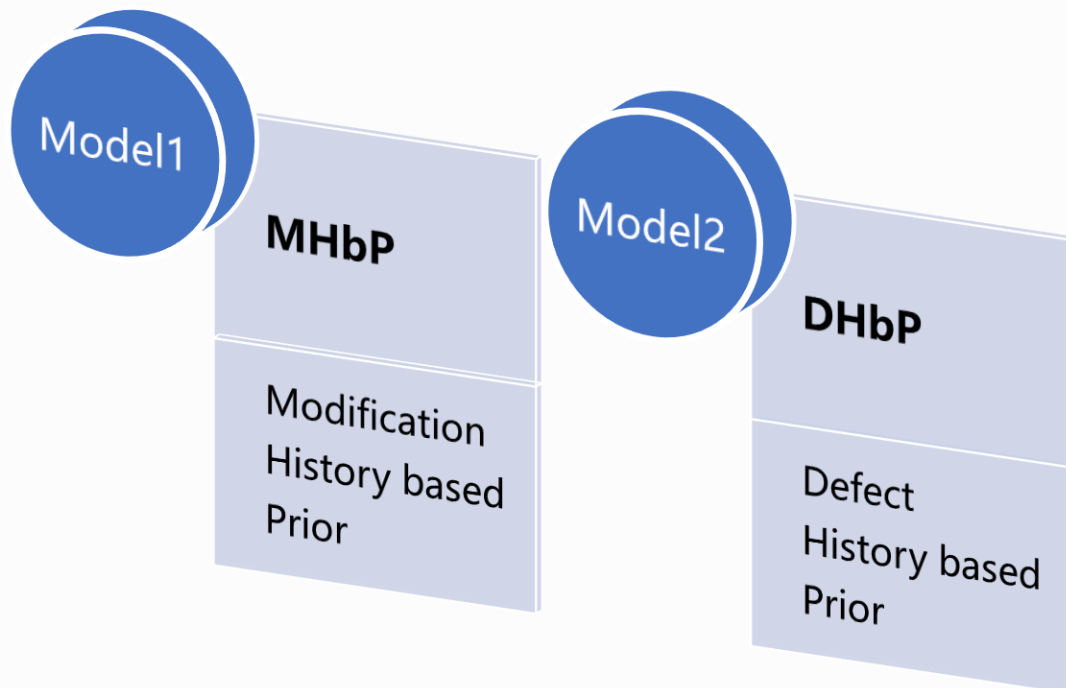 Model1
MHbP
Modification
History based
Prior
Model2
DHbP
Defect
History based
Prior